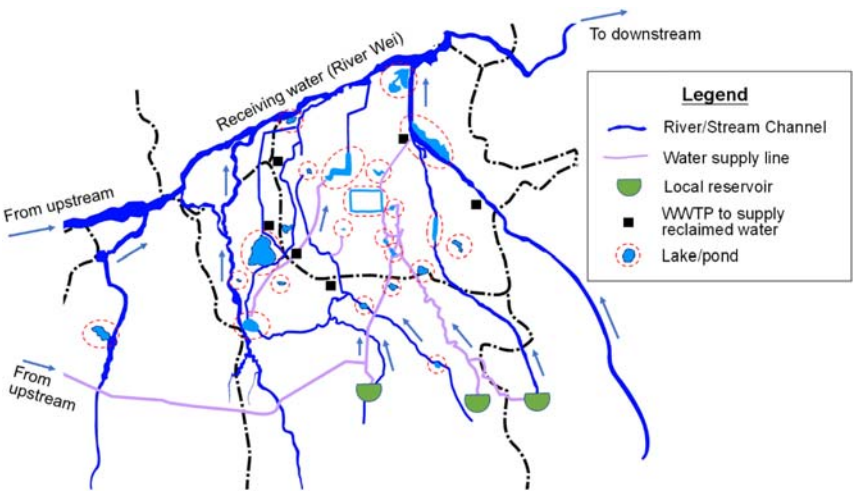 To downstream
Receiving water (River Wei)
From upstream
From
upstream
Legend
River/Stream Channel
Water supply line
Local reservoir
WWTP to supply
reclaimed water
Lake/pond